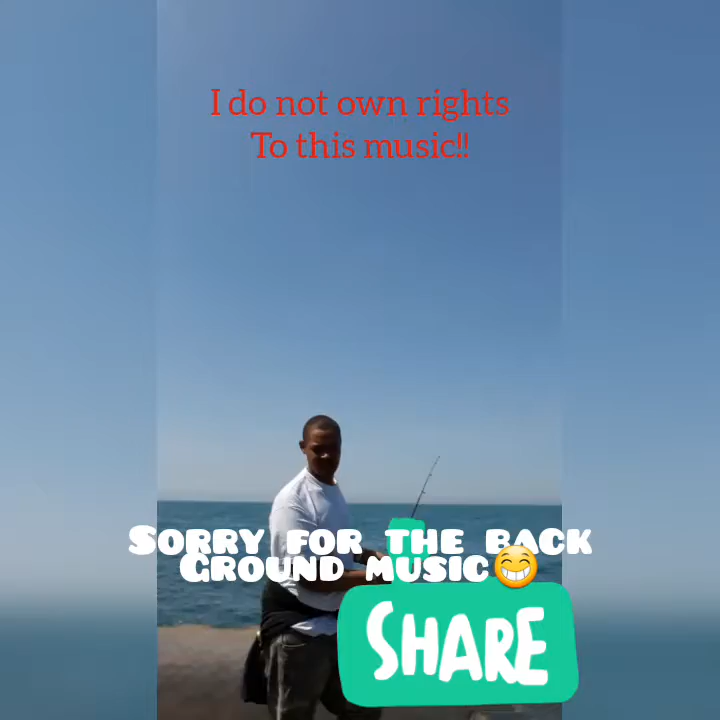 I do not own rights
To this music!!
Sorry for the back
Ground music😁
SHARE